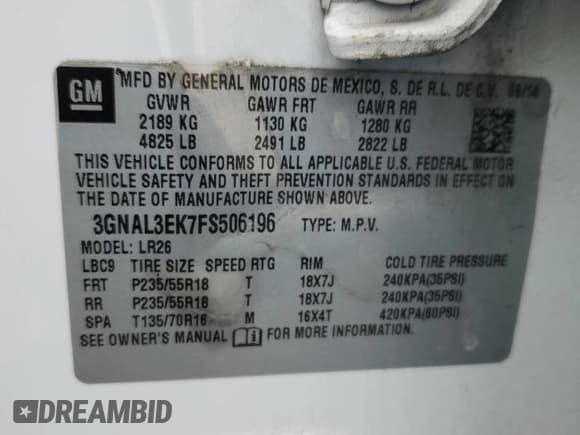 GM
MFD BY GENERAL MOTORS DE MEXICO, S. DE R.L. DE C.V. 08/14
GVWR GAWR FRT GAWR RR
2189 KG 1130 KG 1280 KG
4825 LB 2491 LB 2822 LB
THIS VEHICLE CONFORMS TO ALL APPLICABLE U.S. FEDERAL MOTOR
VEHICLE SAFETY AND THEFT PREVENTION STANDARDS IN EFFECT ON
THE DATE OF MANUFACTURE SHOWN ABOVE.
3GNAL3EK7FS506196 TYPE: M.P.V.
MODEL: LR26
LBC9 TIRE SIZE SPEED RTG RIM COLD TIRE PRESSURE
FRT P235/55R18 T 18X7J 240KPA(35PSI)
RR P235/55R18 T 18X7J 240KPA(35PSI)
SPA T135/70R16 M 16X4T 420KPA(60PSI)
SEE OWNER'S MANUAL i FOR MORE INFORMATION.
DREAMBID